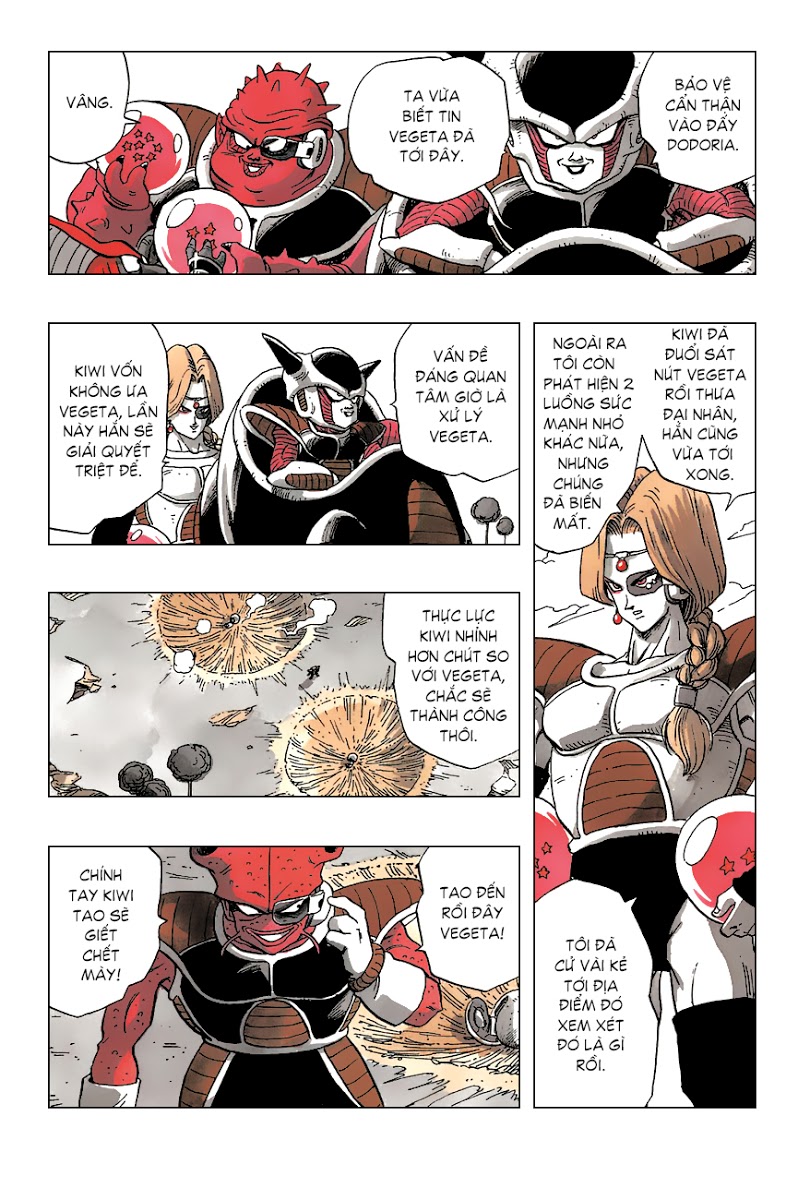 BẢO VỆ
CẨN THẬN
VÀO ĐẤY
DODORIA.
TA VỪA
BIẾT TIN
VEGETA ĐÃ
TỚI ĐÂY.
VÂNG.
KIWI ĐÃ
ĐUỔI SÁT
NÚT VEGETA
RỒI THƯA
ĐẠI NHÂN,
HẮN CŨNG
VỪA TỚI
XONG.
NGOÀI RA
TÔI CÒN
PHÁT HIỆN 2
LUỒNG SỨC
MẠNH NHỎ
KHÁC NỮA,
NHƯNG
CHÚNG
ĐÃ BIẾN
MẤT.
TÔI ĐÃ
CỬ VÀI KẺ
TỚI ĐỊA
ĐIỂM ĐÓ
XEM XÉT
ĐÓ LÀ GÌ
RỒI.
VẤN ĐỀ
ĐÁNG QUAN
TÂM GIỜ LÀ
XỬ LÝ
VEGETA.
KIWI VỐN
KHÔNG ƯA
VEGETA, LẦN
NÀY HẮN SẼ
GIẢI QUYẾT
TRIỆT ĐỂ.
THỰC LỰC
KIWI NHỈNH
HƠN CHÚT SO
VỚI VEGETA,
CHẮC SẼ
THÀNH CÔNG
THÔI.
TAO ĐẾN
RỒI ĐÂY
VEGETA!
CHÍNH
TAY KIWI
TAO SẼ
GIẾT
CHẾT
MÀY!